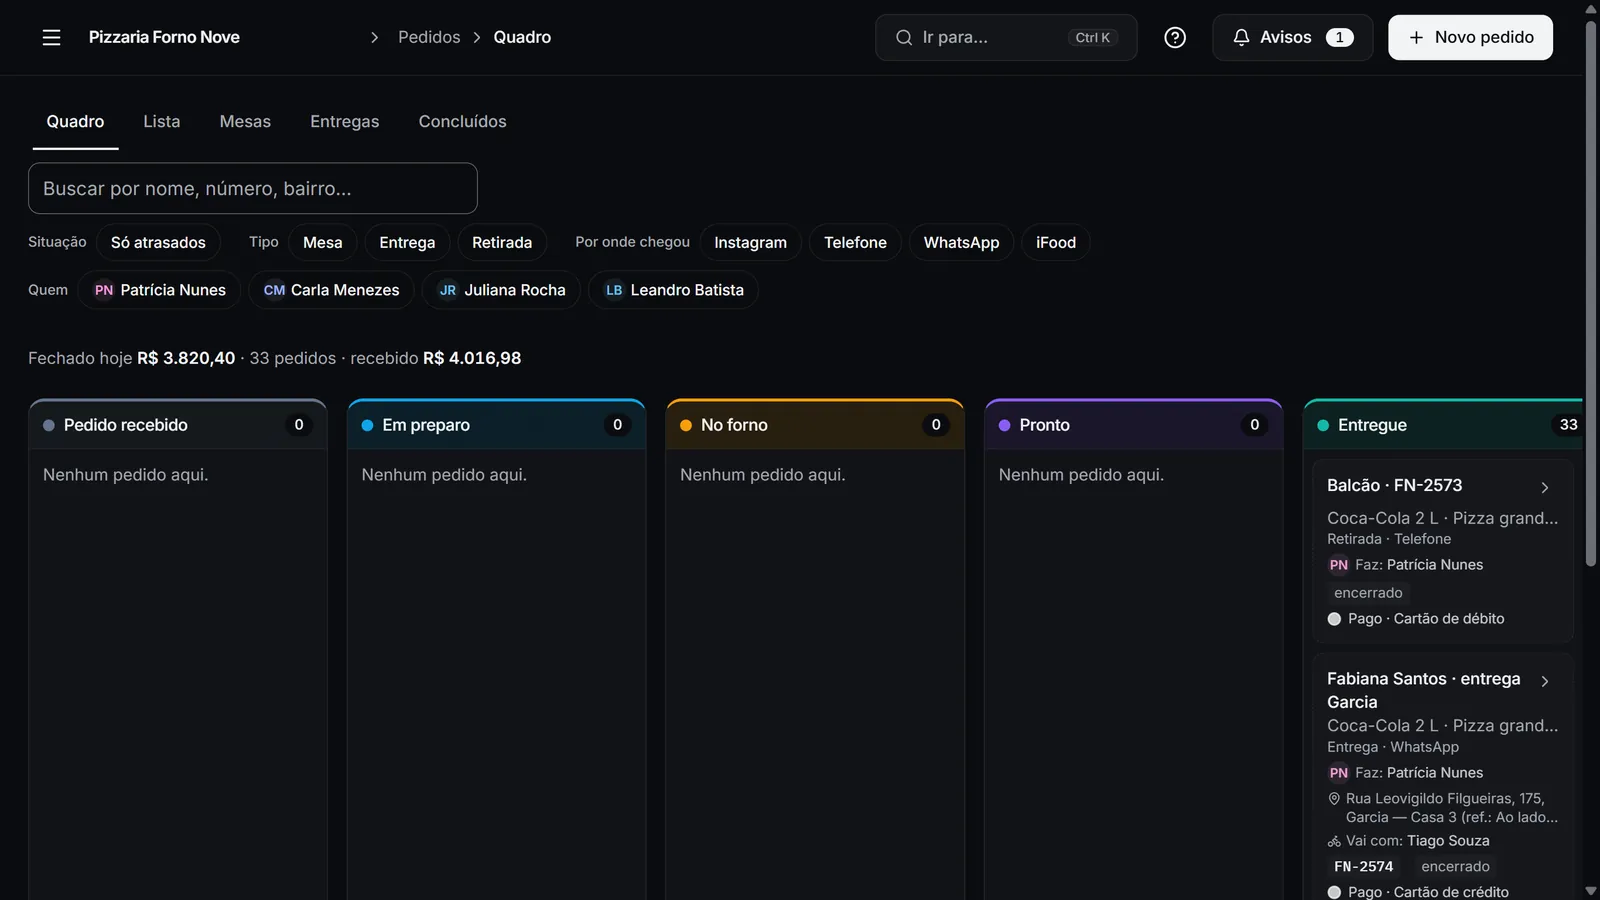 Pizzaria Forno Nove
Pedidos
Quadro
Ir para...
Ctrl K
Avisos
1
Novo pedido
Quadro
Lista
Mesas
Entregas
Concluídos
Buscar por nome, número, bairro...
Situação
Só atrasados
Tipo
Mesa
Entrega
Retirada
Por onde chegou
Instagram
Telefone
WhatsApp
iFood
Quem
PN Patrícia Nunes
CM Carla Menezes
JR Juliana Rocha
LB Leandro Batista
Fechado hoje R$ 3.820,40 · 33 pedidos · recebido R$ 4.016,98
Pedido recebido
0
Nenhum pedido aqui.
Em preparo
0
Nenhum pedido aqui.
No forno
0
Nenhum pedido aqui.
Pronto
0
Nenhum pedido aqui.
Entregue
33
Balcão · FN-2573
Coca-Cola 2 L · Pizza grand...
Retirada · Telefone
PN Faz: Patrícia Nunes
encerrado
Pago · Cartão de débito
Fabiana Santos · entrega
Garcia
Coca-Cola 2 L · Pizza grand...
Entrega · WhatsApp
PN Faz: Patrícia Nunes
Rua Leovigildo Filgueiras, 175,
Garcia — Casa 3 (ref.: Ao lado...
Vai com: Tiago Souza
FN-2574
encerrado
Pago · Cartão de crédito